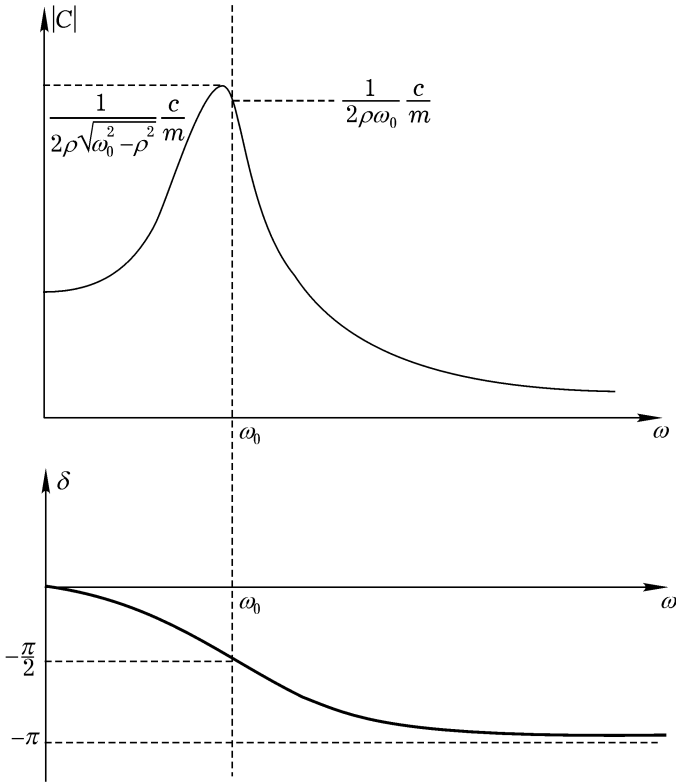 |C|
1/(2ρ√(ω₀²−ρ²)) c/m
1/(2ρω₀) c/m
ω₀
ω
δ
ω₀
ω
−π/2
−π